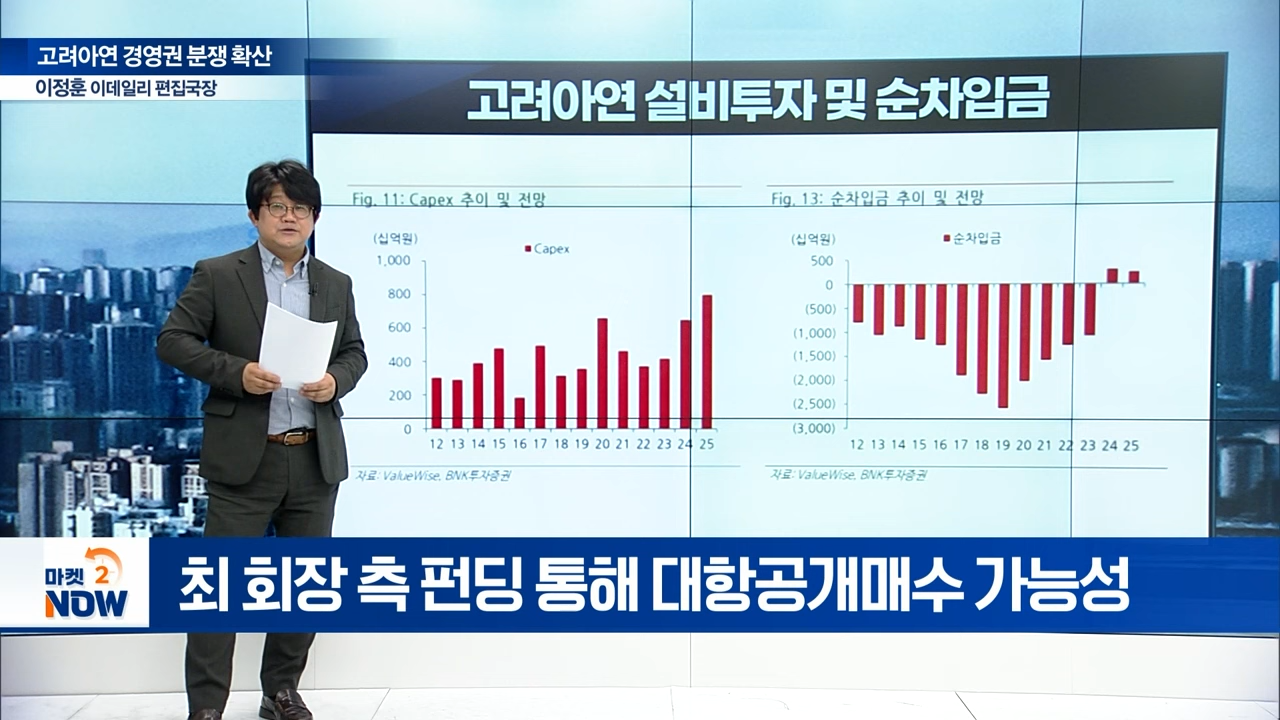 고려아연 경영권 분쟁 확산
이정훈 이데일리 편집국장
고려아연 설비투자 및 순차입금
Fig. 11: Capex 추이 및 전망
(십억원)
Capex
1,000
800
600
400
200
0
12 13 14 15 16 17 18 19 20 21 22 23 24 25
자료: ValueWise, BNK투자증권
Fig. 13: 순차입금 추이 및 전망
(십억원)
순차입금
500
0
(500)
(1,000)
(1,500)
(2,000)
(2,500)
(3,000)
12 13 14 15 16 17 18 19 20 21 22 23 24 25
자료: ValueWise, BNK투자증권
마켓 2
NOW
최 회장 측 펀딩 통해 대항공개매수 가능성